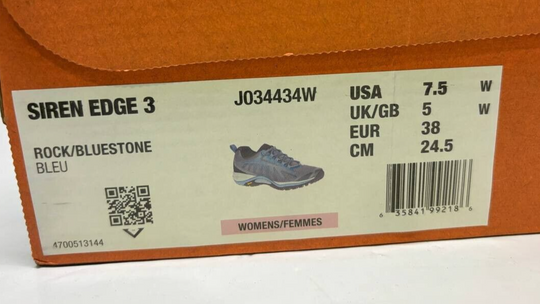 SIREN EDGE 3
J034434W
ROCK/BLUESTONE
BLEU
4700513144
WOMENS/FEMMES
USA 7.5 W
UK/GB 5 W
EUR 38
CM 24.5
6 35841 99218 6